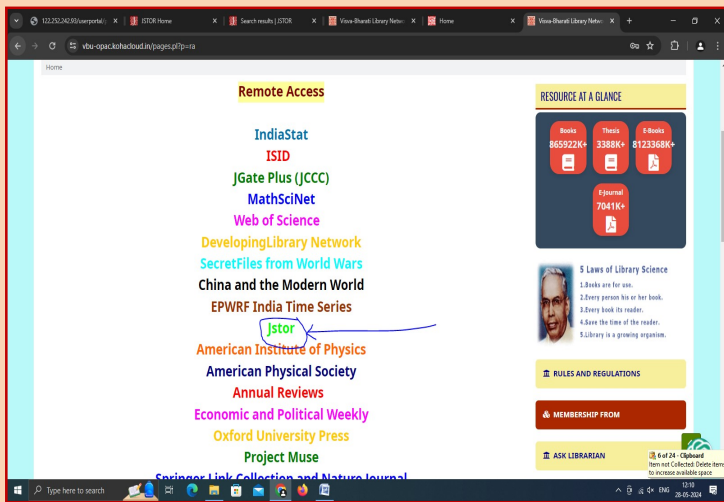 122.252.242.93/userportal/
JSTOR Home
Search results | JSTOR
Visva-Bharati Library Netw
Home
Visva-Bharati Library Netw
vbu-opac.kohacloud.in/pages.pl?p=ra
Home
Remote Access
IndiaStat
ISID
JGate Plus (JCCC)
MathSciNet
Web of Science
DevelopingLibrary Network
SecretFiles from World Wars
China and the Modern World
EPWRF India Time Series
Jstor
American Institute of Physics
American Physical Society
Annual Reviews
Economic and Political Weekly
Oxford University Press
Project Muse
Springer Link Collection and Nature Journal
RESOURCE AT A GLANCE
Books
865922K+
Thesis
3388K+
E-Books
8123368K+
E-Journal
7041K+
5 Laws of Library Science
1.Books are for use.
2.Every person his or her book.
3.Every book its reader.
4.Save the time of the reader.
5.Library is a growing organism.
RULES AND REGULATIONS
MEMBERSHIP FROM
ASK LIBRARIAN
6 of 24 - Clipboard
Item not Collected: Delete items
to increase available space
Type here to search
ENG
12:10
28-05-2024